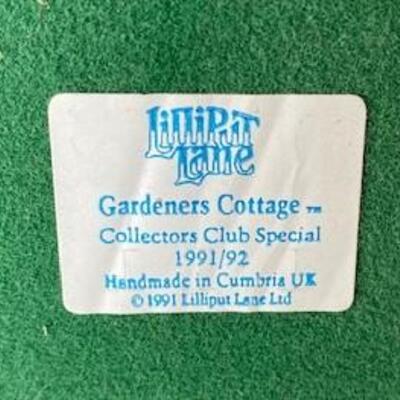 Lilliput
Lane
Gardeners Cottage ™
Collectors Club Special
1991/92
Handmade in Cumbria UK
© 1991 Lilliput Lane Ltd